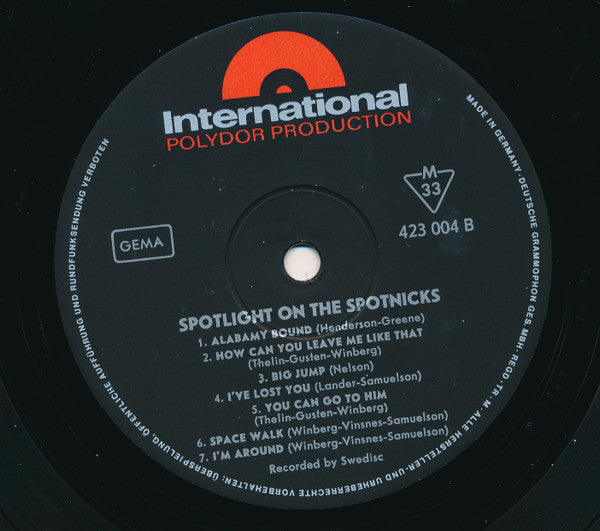 International
POLYDOR PRODUCTION
GEMA
M
33
423 004 B
SPOTLIGHT ON THE SPOTNICKS
1. ALABAMY BOUND (Henderson-Greene)
2. HOW CAN YOU LEAVE ME LIKE THAT
(Thelin-Gusten-Winberg)
3. BIG JUMP (Nelson)
4. I'VE LOST YOU (Lander-Samuelson)
5. YOU CAN GO TO HIM
(Thelin-Gusten-Winberg)
6. SPACE WALK (Winberg-Vinsnes-Samuelson)
7. I'M AROUND (Winberg-Vinsnes-Samuelson)
Recorded by Swedisc
MADE IN GERMANY · DEUTSCHE GRAMMOPHON GES. MBH · REGD. TR. M. ALLE HERSTELLER- UND URHEBERRECHTE VORBEHALTEN: ÜBERSPIELUNG, ÖFFENTLICHE AUFFÜHRUNG UND RUNDFUNKSENDUNG VERBOTEN